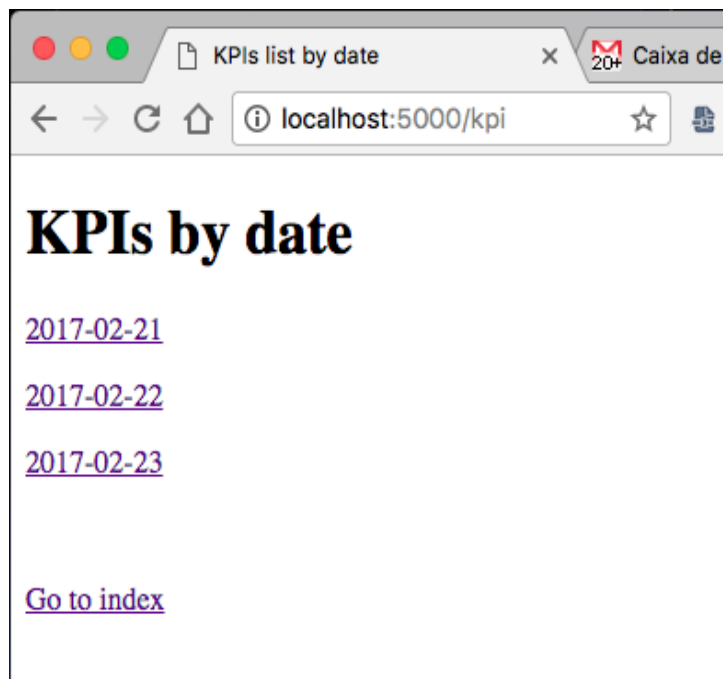 KPIs list by date
20+ Caixa de
localhost:5000/kpi
KPIs by date
2017-02-21
2017-02-22
2017-02-23
Go to index